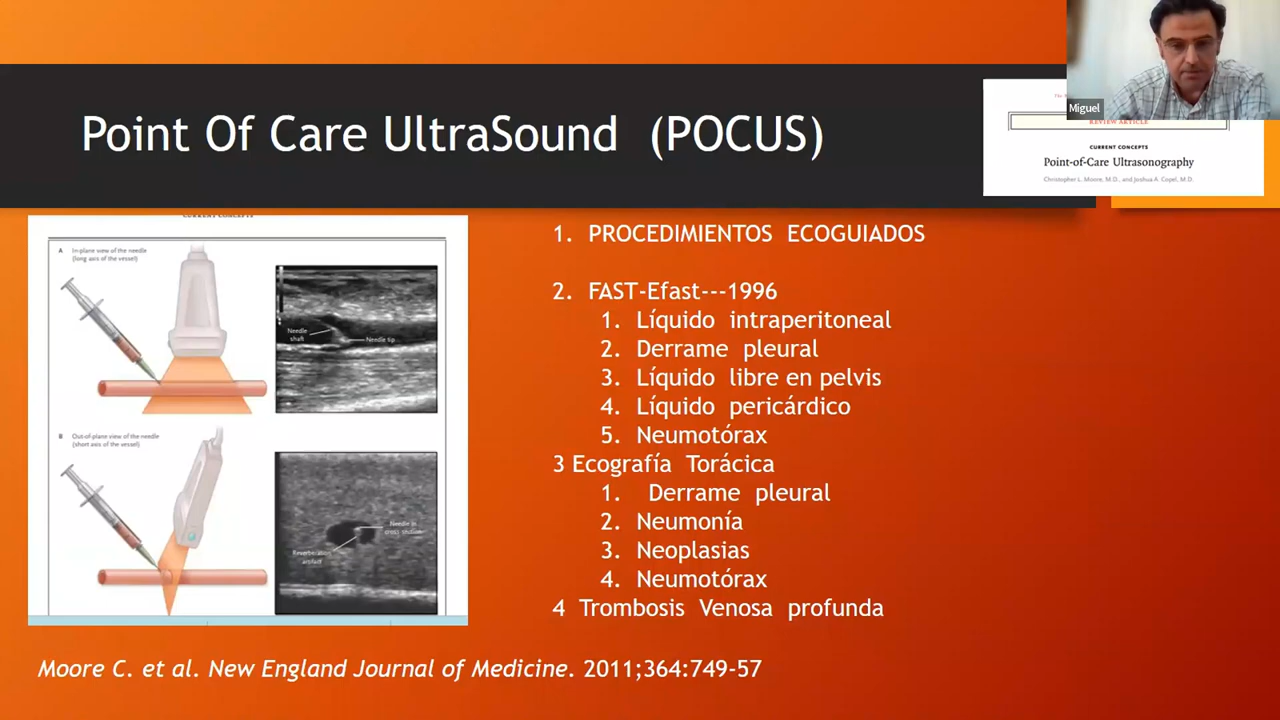 Point Of Care UltraSound (POCUS)
Miguel
REVIEW ARTICLE
CURRENT CONCEPTS
Point-of-Care Ultrasonography
Christopher L. Moore, M.D., and Joshua A. Copel, M.D.
CURRENT CONCEPTS
A In-plane view of the needle
(long axis of the vessel)
Needle
shaft
Needle tip
B Out-of-plane view of the needle
(short axis of the vessel)
Needle in
cross-section
Reverberation
artifact
1. PROCEDIMIENTOS ECOGUIADOS
2. FAST-Efast---1996
1. Líquido intraperitoneal
2. Derrame pleural
3. Líquido libre en pelvis
4. Líquido pericárdico
5. Neumotórax
3 Ecografía Torácica
1. Derrame pleural
2. Neumonía
3. Neoplasias
4. Neumotórax
4 Trombosis Venosa profunda
Moore C. et al. New England Journal of Medicine. 2011;364:749-57